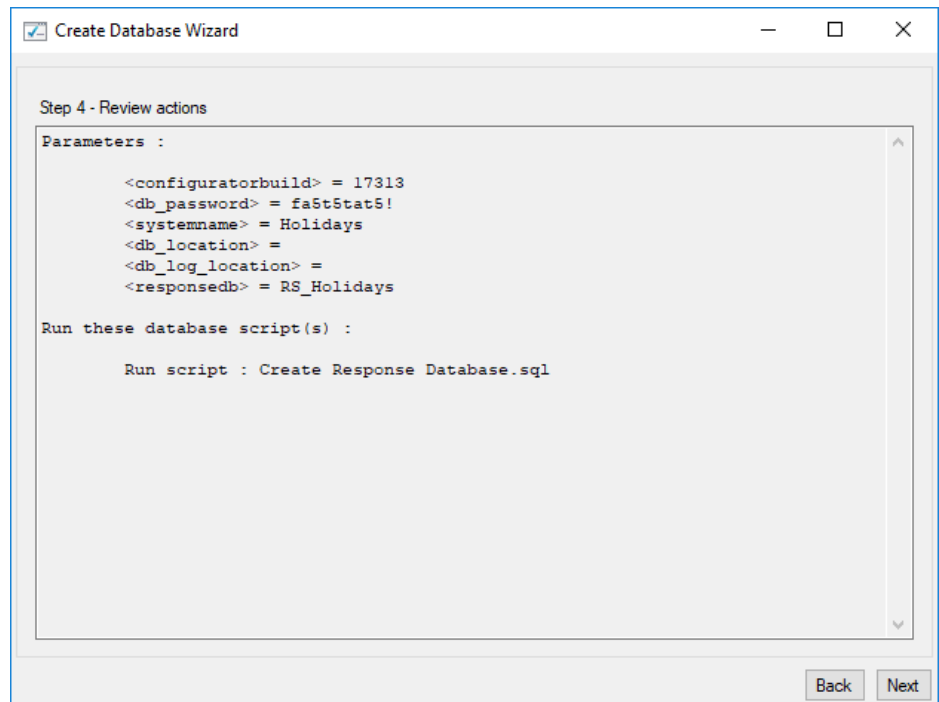 Create Database Wizard
Step 4 - Review actions
Parameters :
<configuratorbuild> = 17313
<db_password> = fa5t5tat5!
<systemname> = Holidays
<db_location> =
<db_log_location> =
<responsedb> = RS_Holidays
Run these database script(s) :
Run script : Create Response Database.sql
Back Next